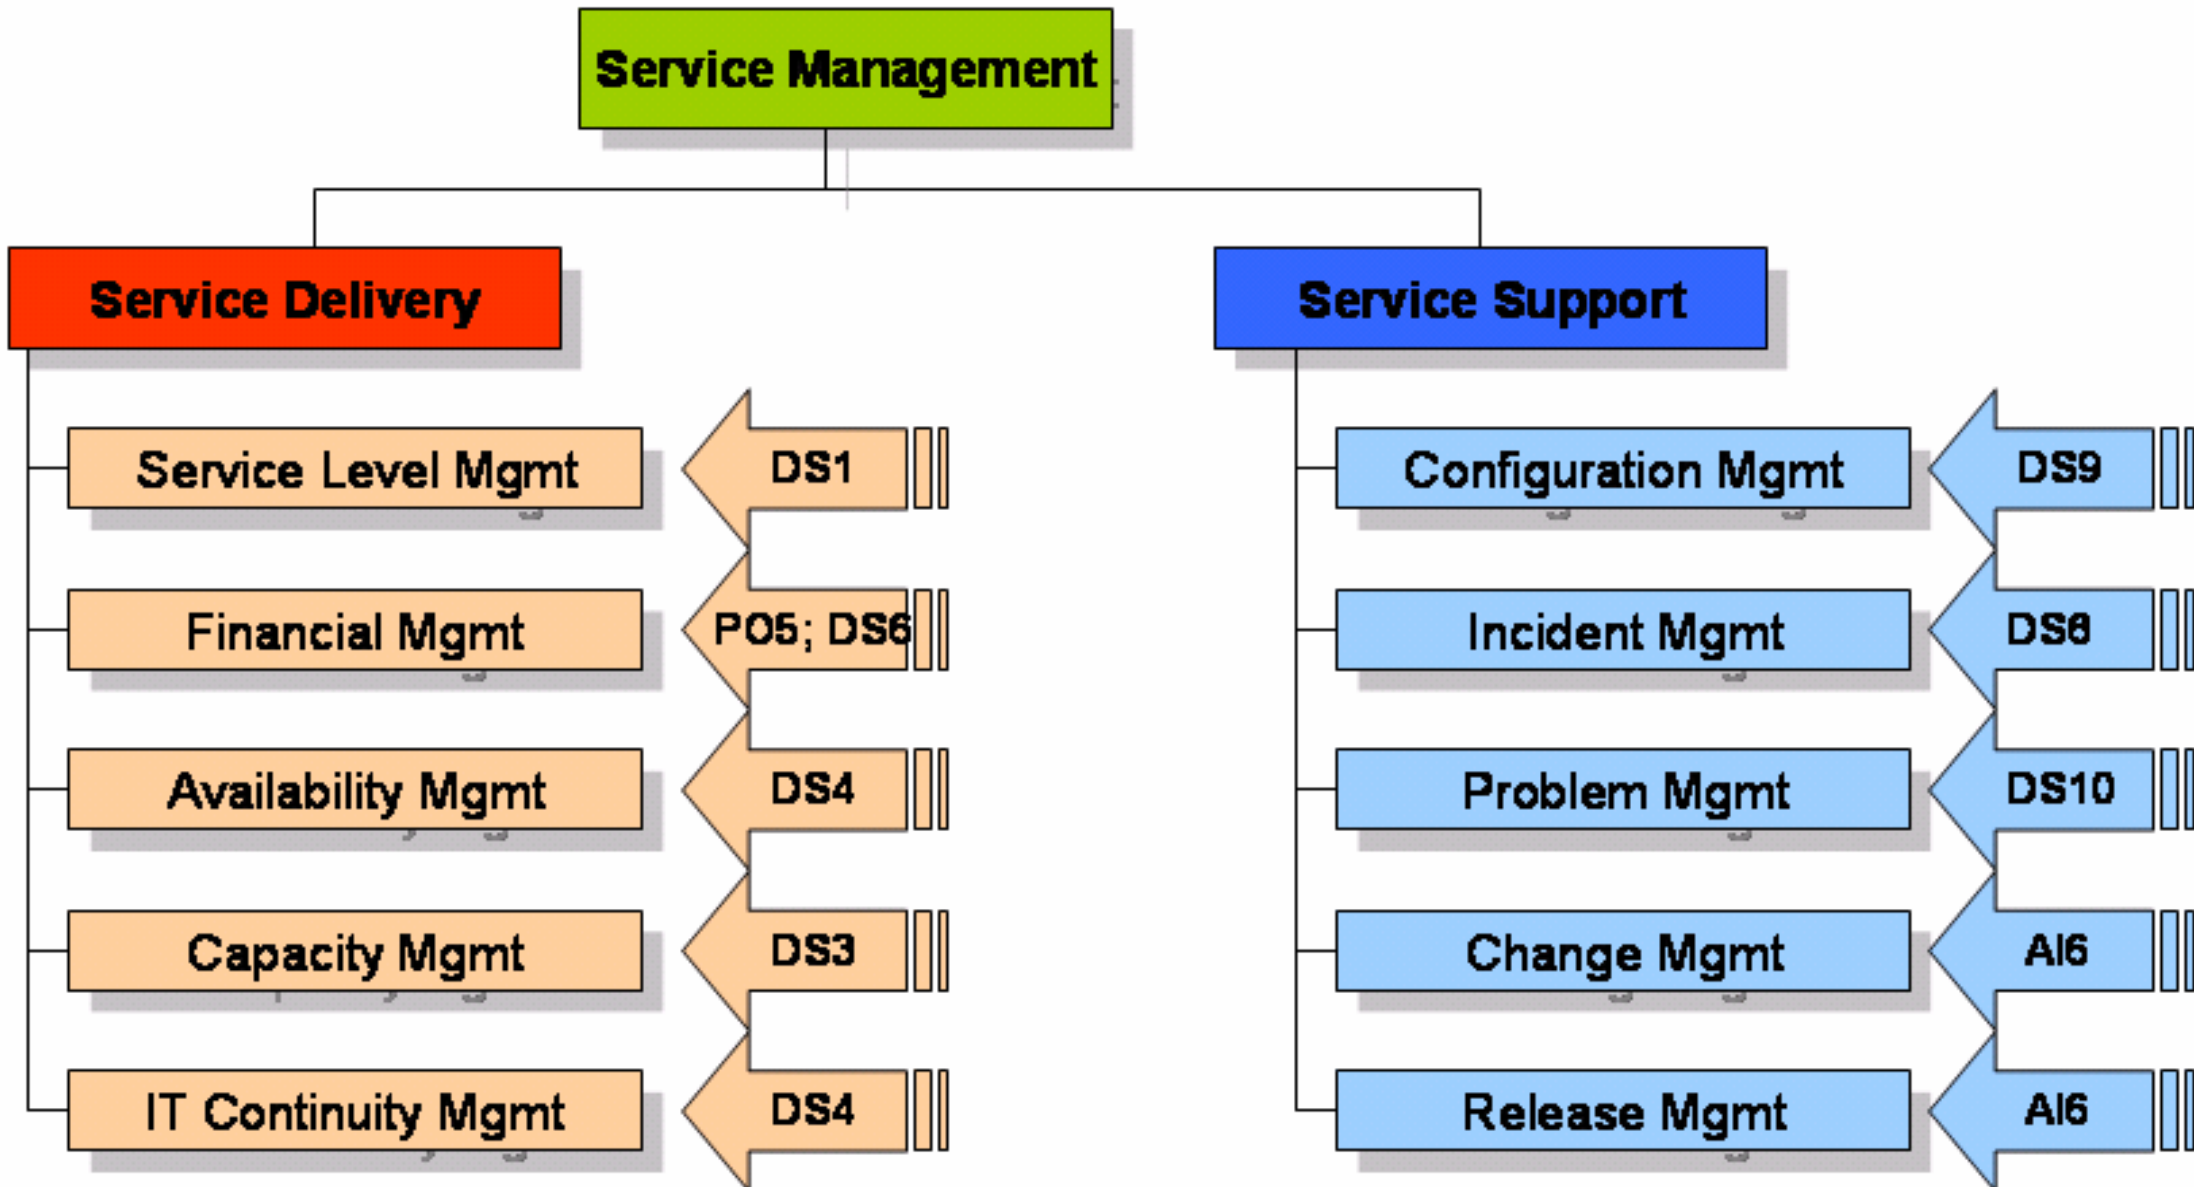 Service Management
Service Delivery
Service Level Mgmt
DS1
Financial Mgmt
PO5; DS6
Availability Mgmt
DS4
Capacity Mgmt
DS3
IT Continuity Mgmt
DS4
Service Support
Configuration Mgmt
DS9
Incident Mgmt
DS8
Problem Mgmt
DS10
Change Mgmt
AI6
Release Mgmt
AI6